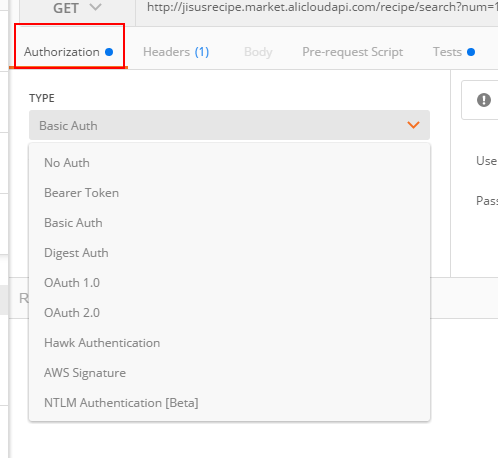 GET http://jisusrecipe.market.alicloudapi.com/recipe/search?num=1
Authorization Headers (1) Body Pre-request Script Tests
TYPE
Basic Auth
No Auth
Bearer Token
Basic Auth
Digest Auth
OAuth 1.0
OAuth 2.0
Hawk Authentication
AWS Signature
NTLM Authentication [Beta]
Use
Pass
R